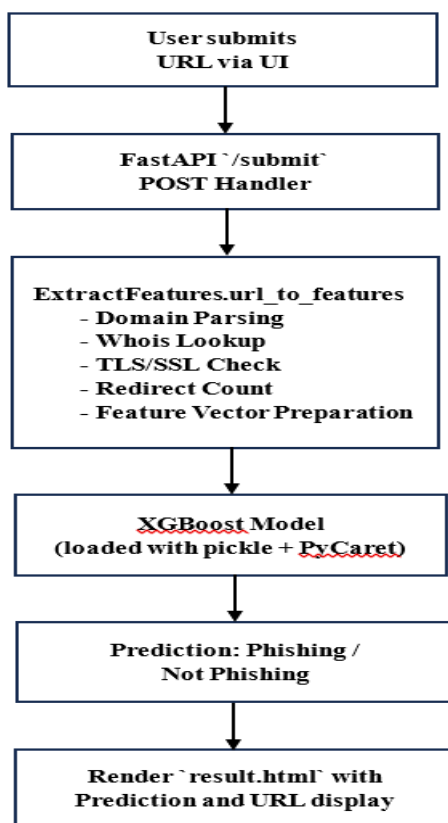 User submits
URL via UI
FastAPI `/submit`
POST Handler
ExtractFeatures.url_to_features
- Domain Parsing
- Whois Lookup
- TLS/SSL Check
- Redirect Count
- Feature Vector Preparation
XGBoost Model
(loaded with pickle + PyCaret)
Prediction: Phishing /
Not Phishing
Render `result.html` with
Prediction and URL display